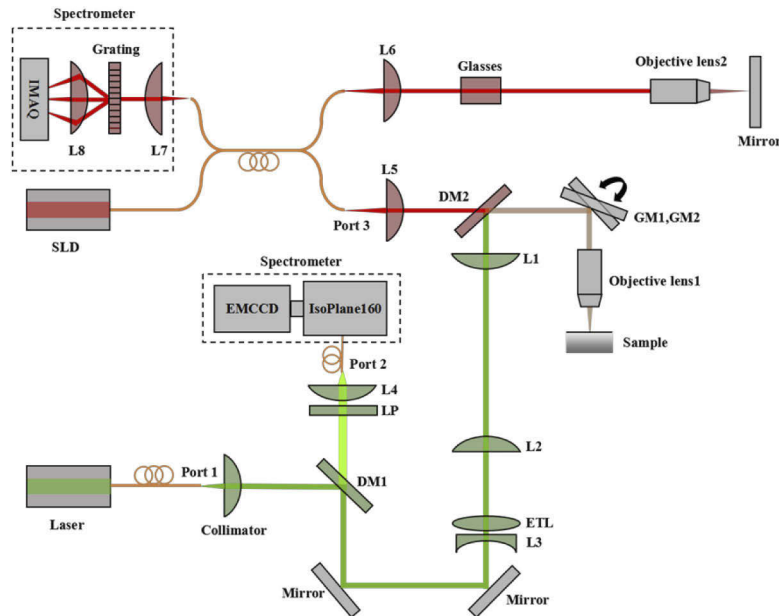 Spectrometer
Grating
IMAQ
L8
L7
L6
Glasses
Objective lens2
Mirror
SLD
Port 3
L5
DM2
GM1,GM2
L1
Objective lens1
Sample
Spectrometer
EMCCD
IsoPlane160
Port 2
L4
LP
L2
Port 1
DM1
Laser
Collimator
ETL
L3
Mirror
Mirror